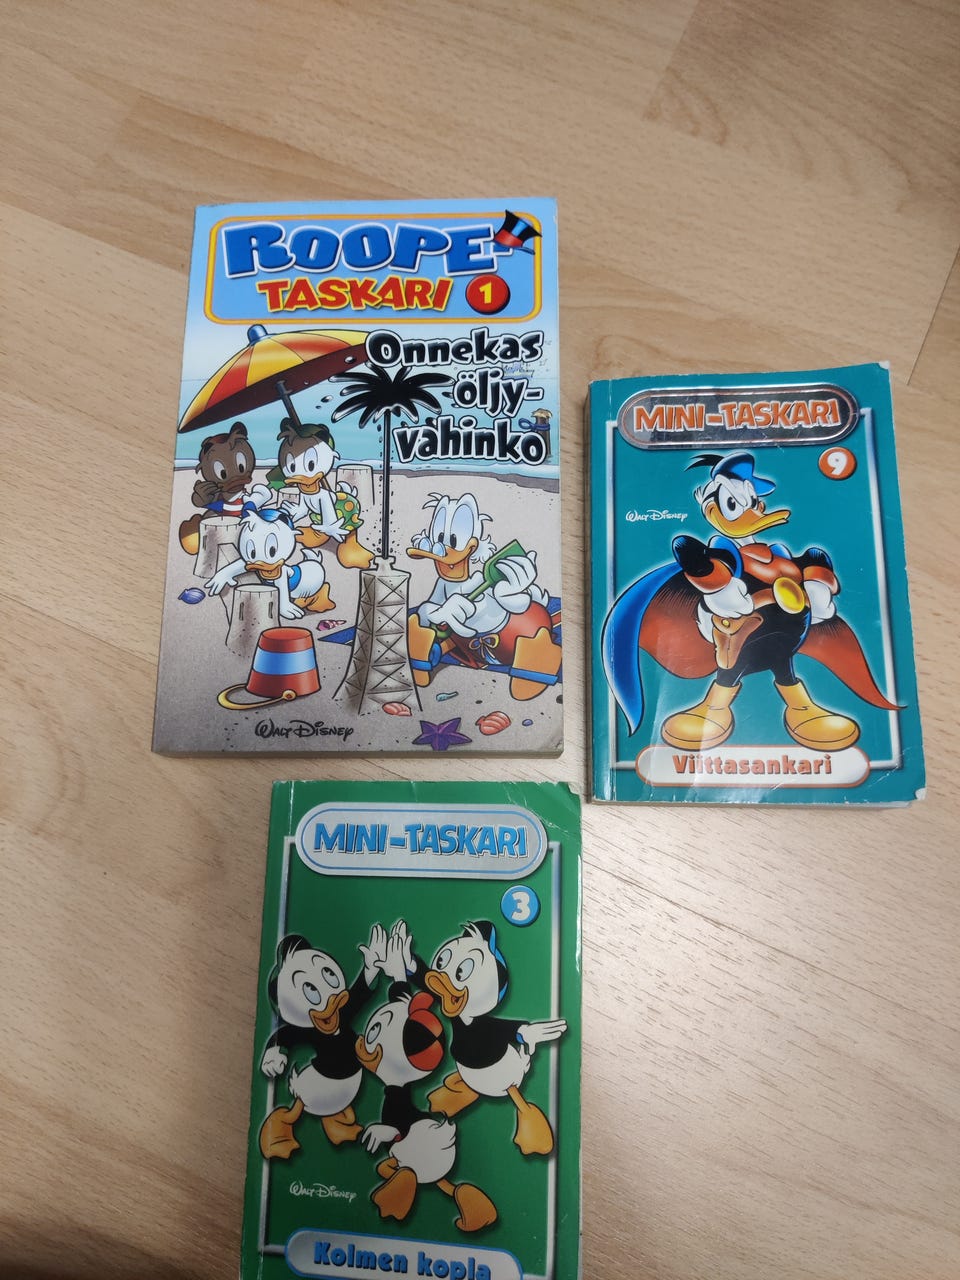 ROOPE-
TASKARI 1
Onnekas
öljy-
vahinko
WALT DISNEY
MINI-TASKARI
9
WALT DISNEY
Viittasankari
MINI-TASKARI
3
WALT DISNEY
Kolmen kopla